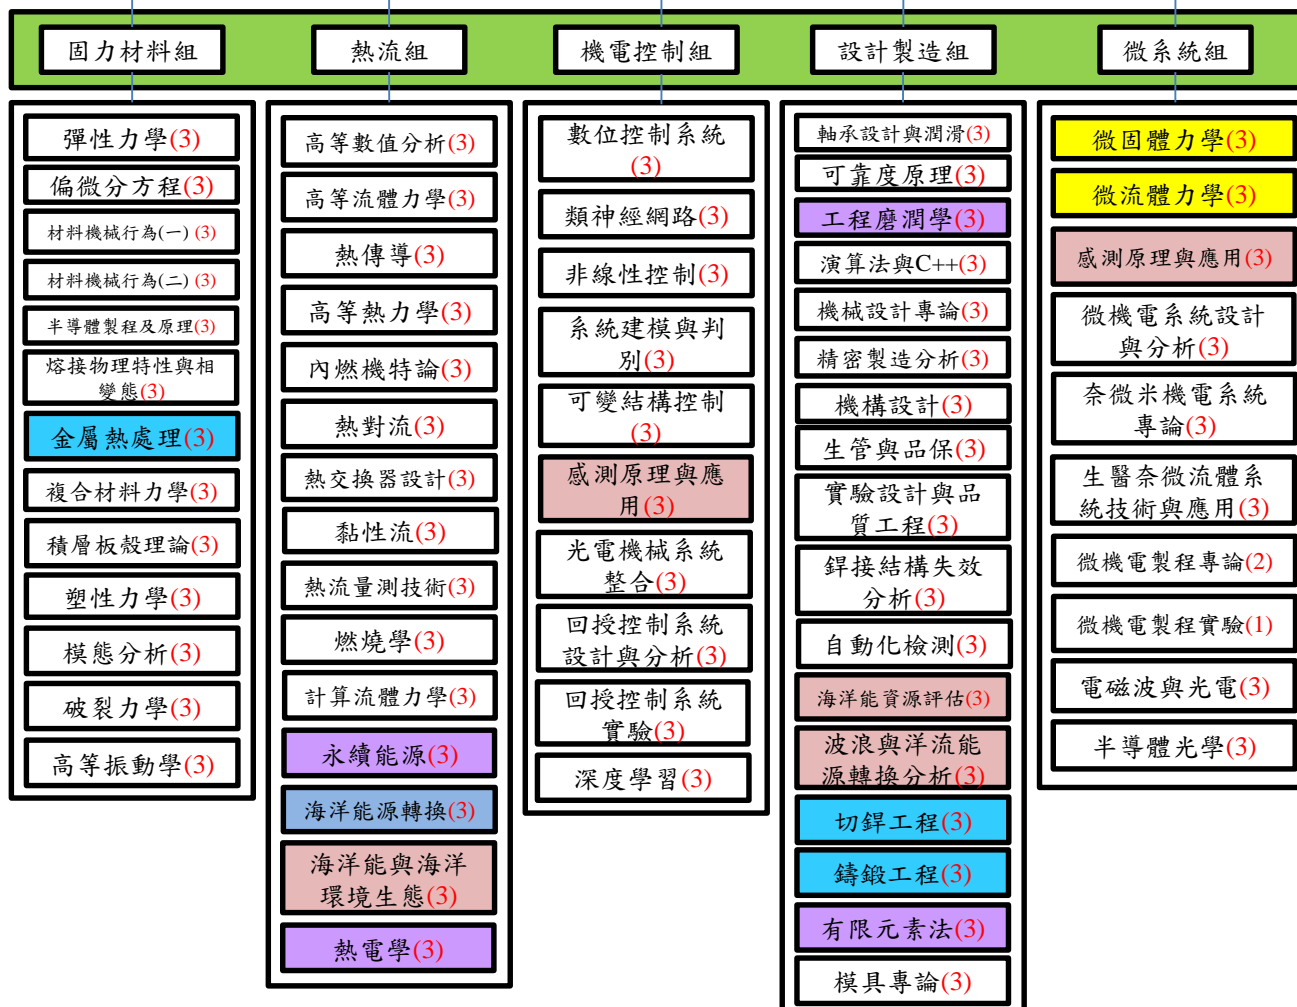 固力材料組
熱流組
機電控制組
設計製造組
微系統組
彈性力學(3)
偏微分方程(3)
材料機械行為(一) (3)
材料機械行為(二) (3)
半導體製程及原理(3)
熔接物理特性與相
變態(3)
金屬熱處理(3)
複合材料力學(3)
積層板殼理論(3)
塑性力學(3)
模態分析(3)
破裂力學(3)
高等振動學(3)
高等數值分析(3)
高等流體力學(3)
熱傳導(3)
高等熱力學(3)
內燃機特論(3)
熱對流(3)
熱交換器設計(3)
黏性流(3)
熱流量測技術(3)
燃燒學(3)
計算流體力學(3)
永續能源(3)
海洋能源轉換(3)
海洋能與海洋
環境生態(3)
熱電學(3)
數位控制系統
(3)
類神經網路(3)
非線性控制(3)
系統建模與判
別(3)
可變結構控制
(3)
感測原理與應
用(3)
光電機械系統
整合(3)
回授控制系統
設計與分析(3)
回授控制系統
實驗(3)
深度學習(3)
軸承設計與潤滑(3)
可靠度原理(3)
工程磨潤學(3)
演算法與C++(3)
機械設計專論(3)
精密製造分析(3)
機構設計(3)
生管與品保(3)
實驗設計與品
質工程(3)
銲接結構失效
分析(3)
自動化檢測(3)
海洋能資源評估(3)
波浪與洋流能
源轉換分析(3)
切銲工程(3)
鑄鍛工程(3)
有限元素法(3)
模具專論(3)
微固體力學(3)
微流體力學(3)
感測原理與應用(3)
微機電系統設計
與分析(3)
奈微米機電系統
專論(3)
生醫奈微流體系
統技術與應用(3)
微機電製程專論(2)
微機電製程實驗(1)
電磁波與光電(3)
半導體光學(3)